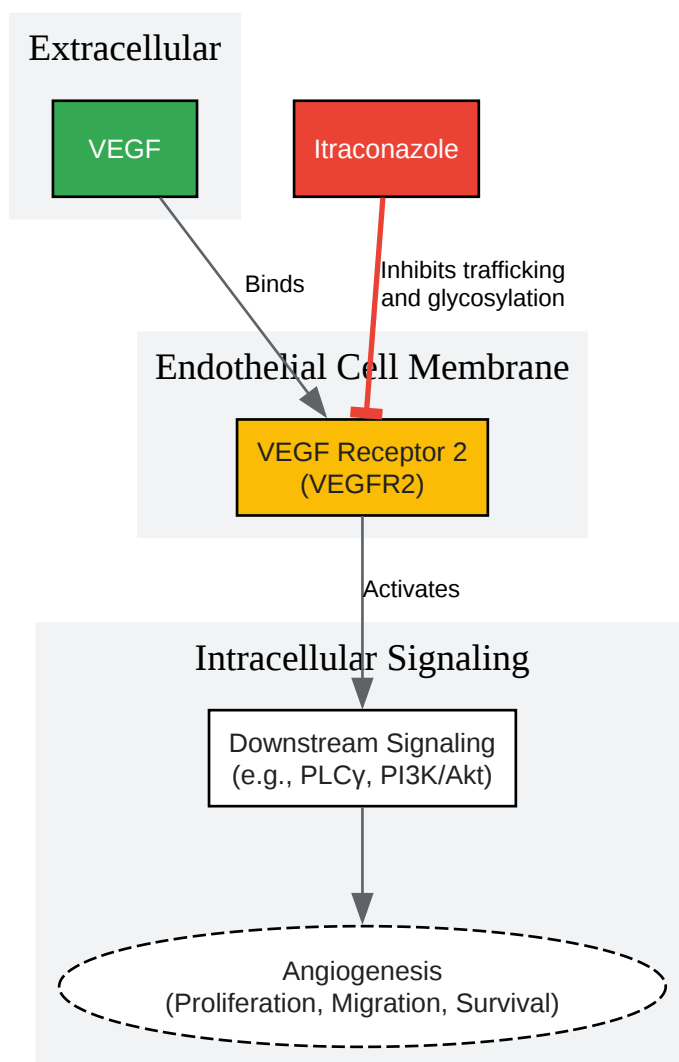 Extracellular
VEGF
Itraconazole
Binds
Inhibits trafficking
and glycosylation
Endothelial Cell Membrane
VEGF Receptor 2
(VEGFR2)
Activates
Intracellular Signaling
Downstream Signaling
(e.g., PLCγ, PI3K/Akt)
Angiogenesis
(Proliferation, Migration, Survival)